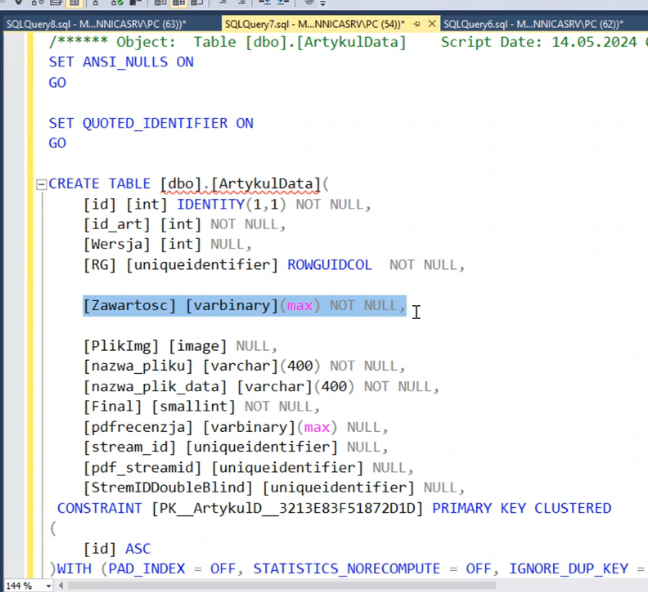 SQLQuery8.sql - M...NNICASRV\PC (63))*
SQLQuery7.sql - M...NNICASRV\PC (54))*
SQLQuery6.sql - M...NNICASRV\PC (62))*
/****** Object:  Table [dbo].[ArtykulData]    Script Date: 14.05.2024
SET ANSI_NULLS ON
GO
SET QUOTED_IDENTIFIER ON
GO
CREATE TABLE [dbo].[ArtykulData](
[id] [int] IDENTITY(1,1) NOT NULL,
[id_art] [int] NOT NULL,
[Wersja] [int] NULL,
[RG] [uniqueidentifier] ROWGUIDCOL  NOT NULL,
[Zawartosc] [varbinary](max) NOT NULL,
[PlikImg] [image] NULL,
[nazwa_pliku] [varchar](400) NOT NULL,
[nazwa_plik_data] [varchar](400) NOT NULL,
[Final] [smallint] NOT NULL,
[pdfrecenzja] [varbinary](max) NULL,
[stream_id] [uniqueidentifier] NULL,
[pdf_streamid] [uniqueidentifier] NULL,
[StremIDDoubleBlind] [uniqueidentifier] NULL,
CONSTRAINT [PK__ArtykulD__3213E83F51872D1D] PRIMARY KEY CLUSTERED
(
[id] ASC
)WITH (PAD_INDEX = OFF, STATISTICS_NORECOMPUTE = OFF, IGNORE_DUP_KEY =
144 %